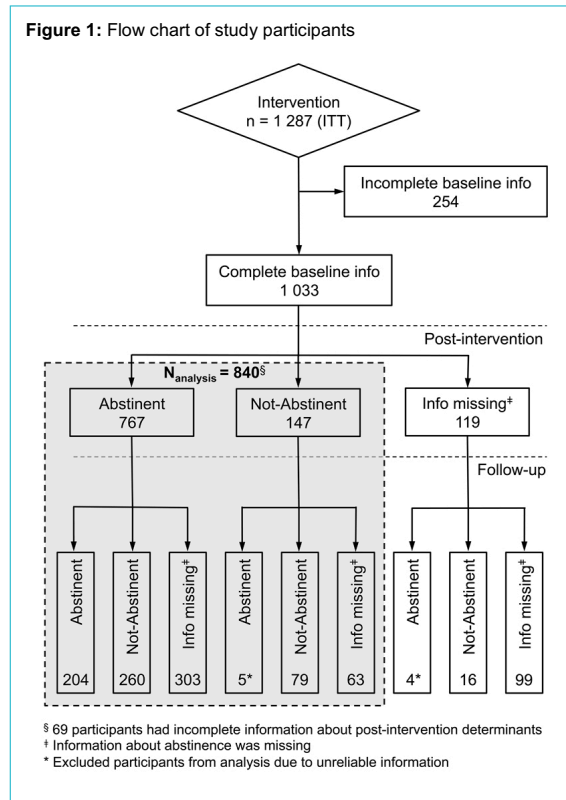 Figure 1: Flow chart of study participants
Intervention
n = 1 287 (ITT)
Incomplete baseline info
254
Complete baseline info
1 033
Post-intervention
Nanalysis = 840§
Abstinent
767
Not-Abstinent
147
Info missing‡
119
Follow-up
Abstinent
204
Not-Abstinent
260
Info missing‡
303
Abstinent
5*
Not-Abstinent
79
Info missing‡
63
Abstinent
4*
Not-Abstinent
16
Info missing‡
99
§ 69 participants had incomplete information about post-intervention determinants
‡ Information about abstinence was missing
* Excluded participants from analysis due to unreliable information